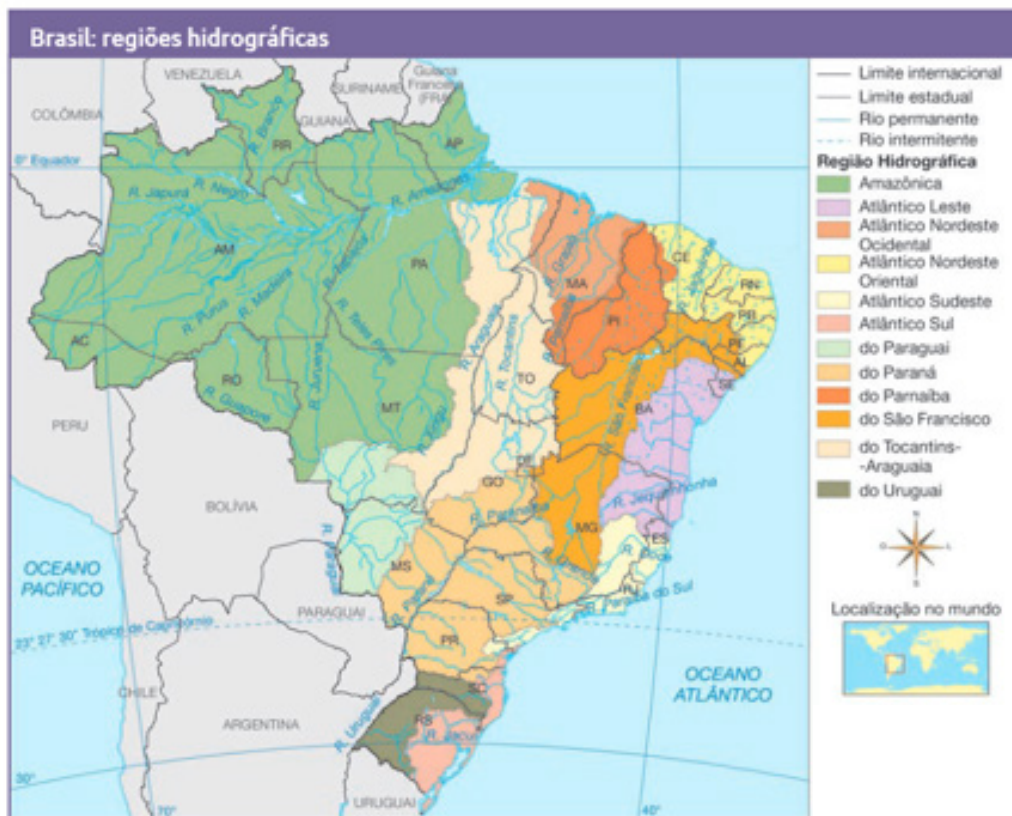 Brasil: regiões hidrográficas
VENEZUELA
SURINAME
Guiana
Francesa
(FRA)
COLÔMBIA
GUIANA
R. Branco
RR
AP
0° Equador
R. Japurá
R. Negro
R. Amazonas
AM
R. Tapajós
PA
R. Grajaú
MA
CE
R. Jaguaribe
RN
PB
PE
AL
SE
R. Purus
R. Madeira
R. Teles Pires
R. Araguaia
R. Tocantins
R. Parnaíba
PI
AC
RO
R. Juruena
R. Guaporé
MT
R. Xingu
TO
R. São Francisco
BA
PERU
BOLÍVIA
DF
GO
R. Jequitinhonha
R. Paranaíba
MG
ES
R. Doce
OCEANO
PACÍFICO
R. Paraguai
MS
R. Grande
R. Paraná
SP
RJ
R. Paraíba do Sul
PARAGUAI
23° 27' 30" Trópico de Capricórnio
PR
CHILE
OCEANO
ATLÂNTICO
SC
ARGENTINA
R. Uruguai
RS
R. Jacuí
30°
URUGUAI
70°
40°
Limite internacional
Limite estadual
Rio permanente
Rio intermitente
Região Hidrográfica
Amazônica
Atlântico Leste
Atlântico Nordeste
Ocidental
Atlântico Nordeste
Oriental
Atlântico Sudeste
Atlântico Sul
do Paraguai
do Paraná
do Parnaíba
do São Francisco
do Tocantins-
-Araguaia
do Uruguai
N
O
L
S
Localização no mundo